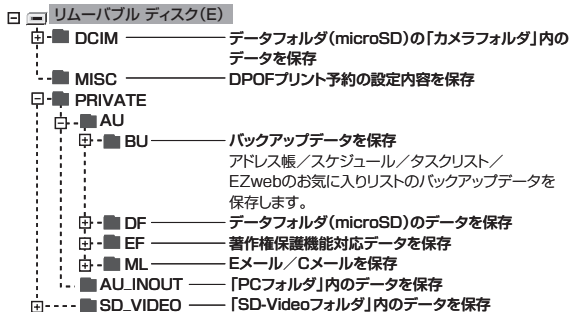 リムーバブル ディスク(E)
DCIM データフォルダ(microSD)の「カメラフォルダ」内の
データを保存
MISC DPOFプリント予約の設定内容を保存
PRIVATE
AU
BU バックアップデータを保存
アドレス帳／スケジュール／タスクリスト／
EZwebのお気に入りリストのバックアップデータを
保存します。
DF データフォルダ(microSD)のデータを保存
EF 著作権保護機能対応データを保存
ML Eメール／Cメールを保存
AU_INOUT 「PCフォルダ」内のデータを保存
SD_VIDEO 「SD-Videoフォルダ」内のデータを保存